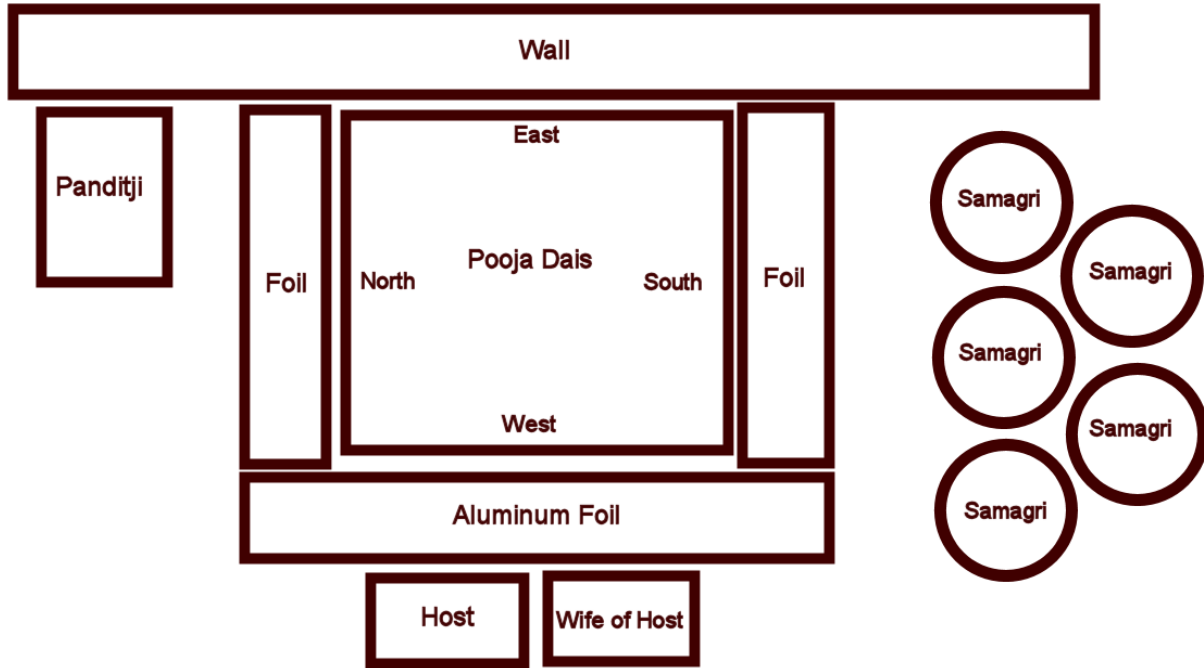 Wall
East
Panditji
Samagri
Pooja Dais
Samagri
Foil
North
South
Foil
Samagri
West
Samagri
Aluminum Foil
Samagri
Host
Wife of Host